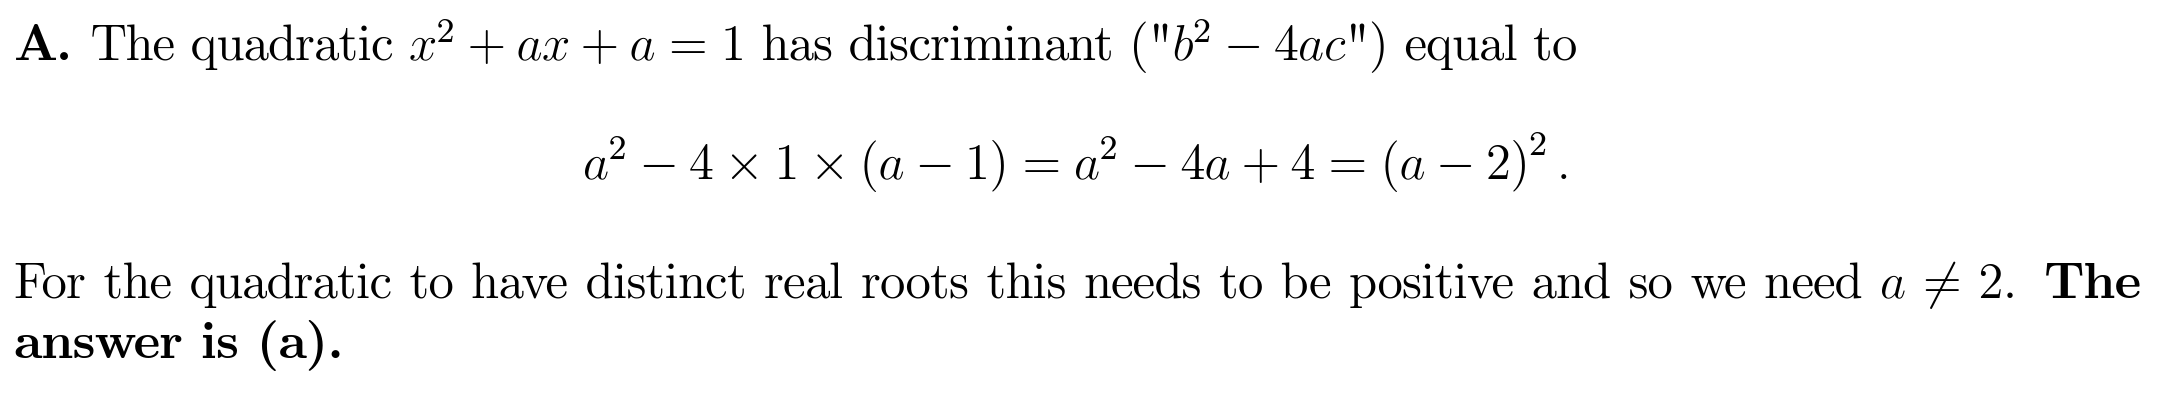 A. The quadratic x² + ax + a = 1 has discriminant ("b² − 4ac") equal to
a² − 4 × 1 × (a − 1) = a² − 4a + 4 = (a − 2)² .
For the quadratic to have distinct real roots this needs to be positive and so we need a ≠ 2. The
answer is (a).